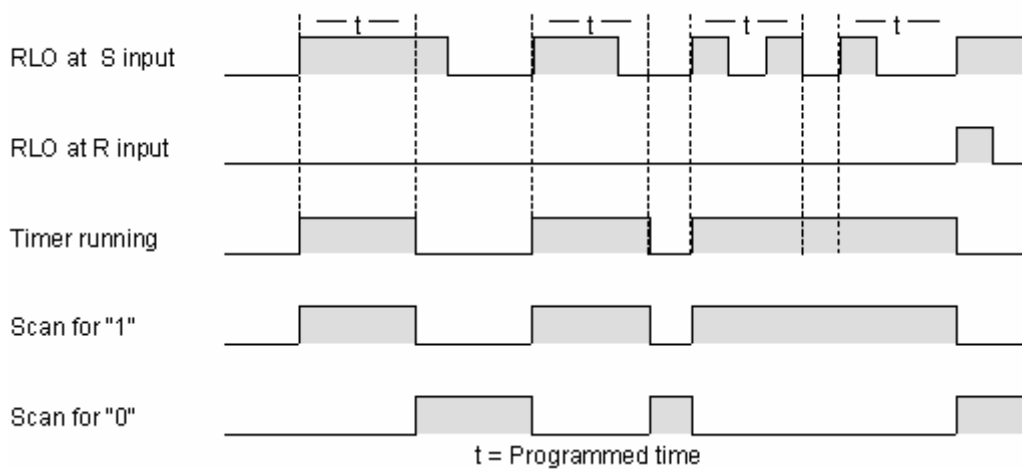 t t t t
RLO at S input
RLO at R input
Timer running
Scan for "1"
Scan for "0"
t = Programmed time